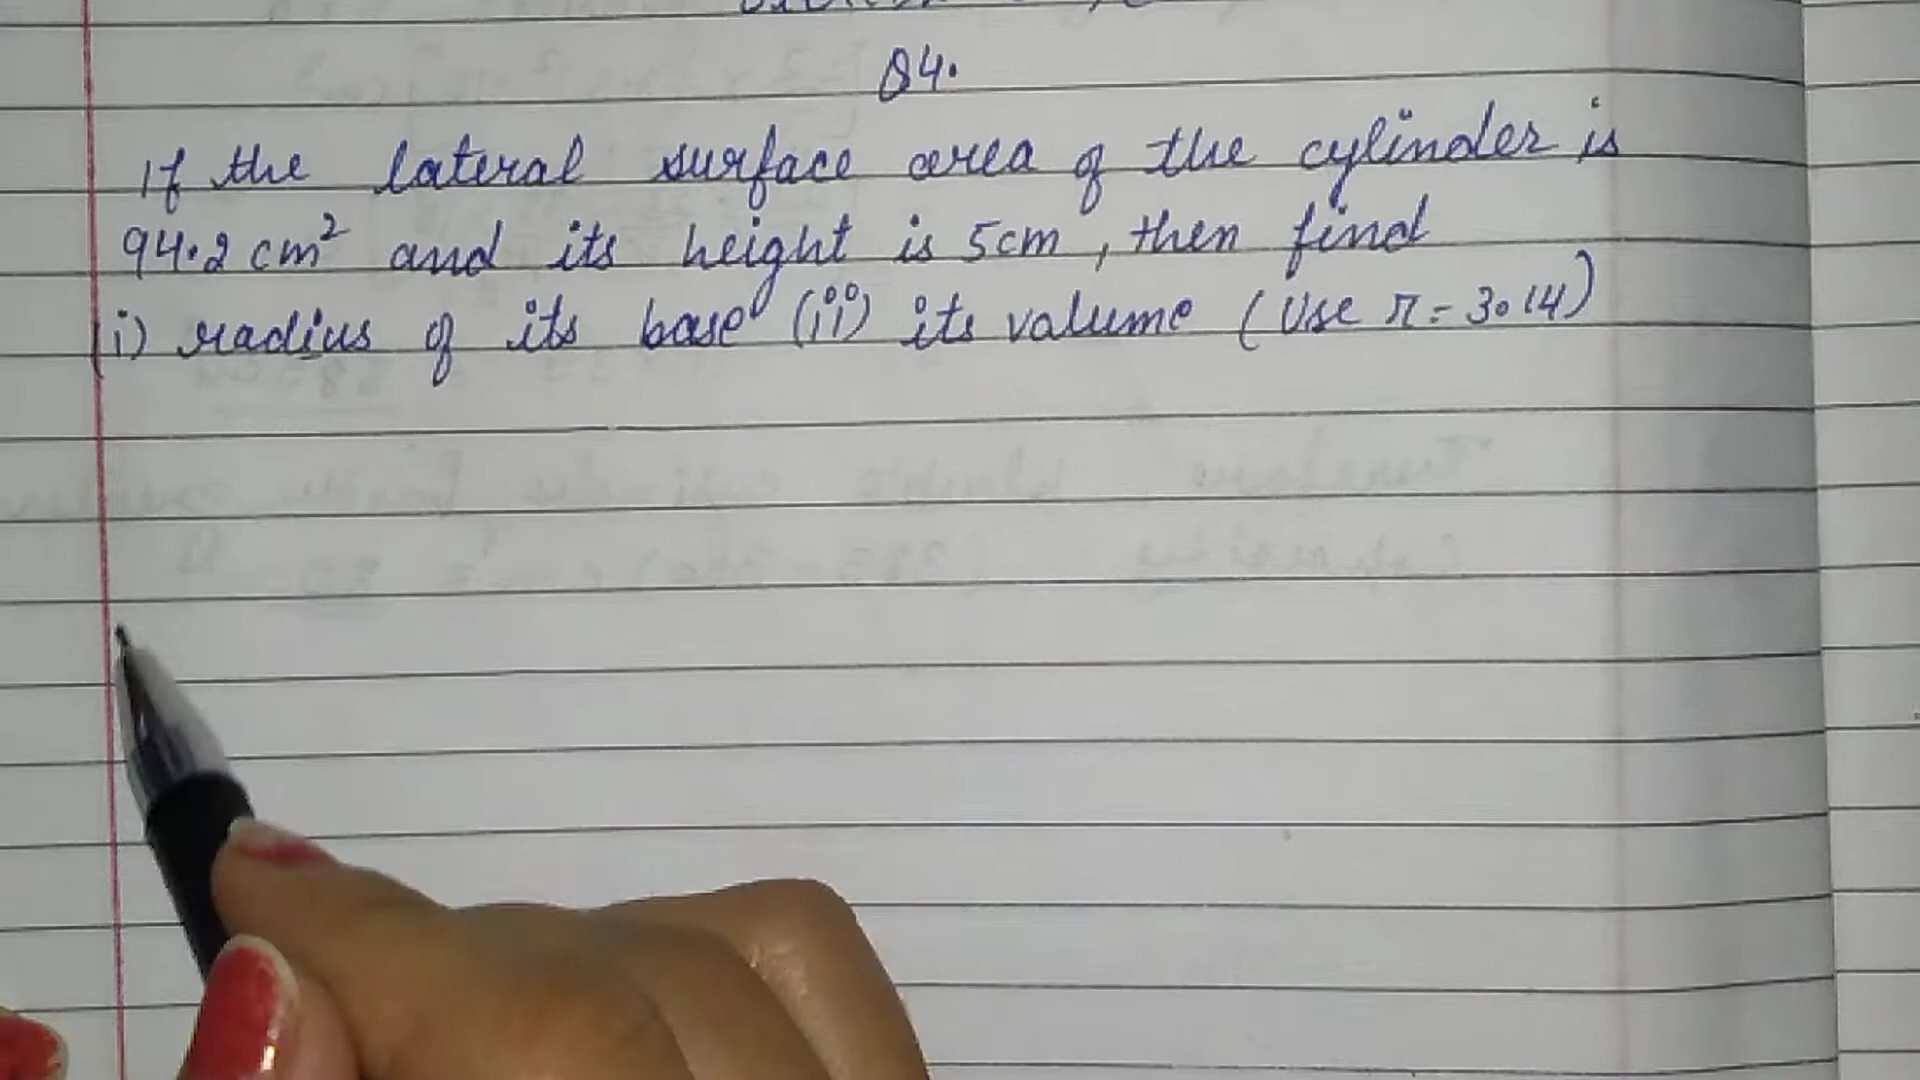 Q4.
If the lateral surface area of the cylinder is
94.2 cm² and its height is 5cm, then find
(i) radius of its base (ii) its valume (Use π = 3.14)